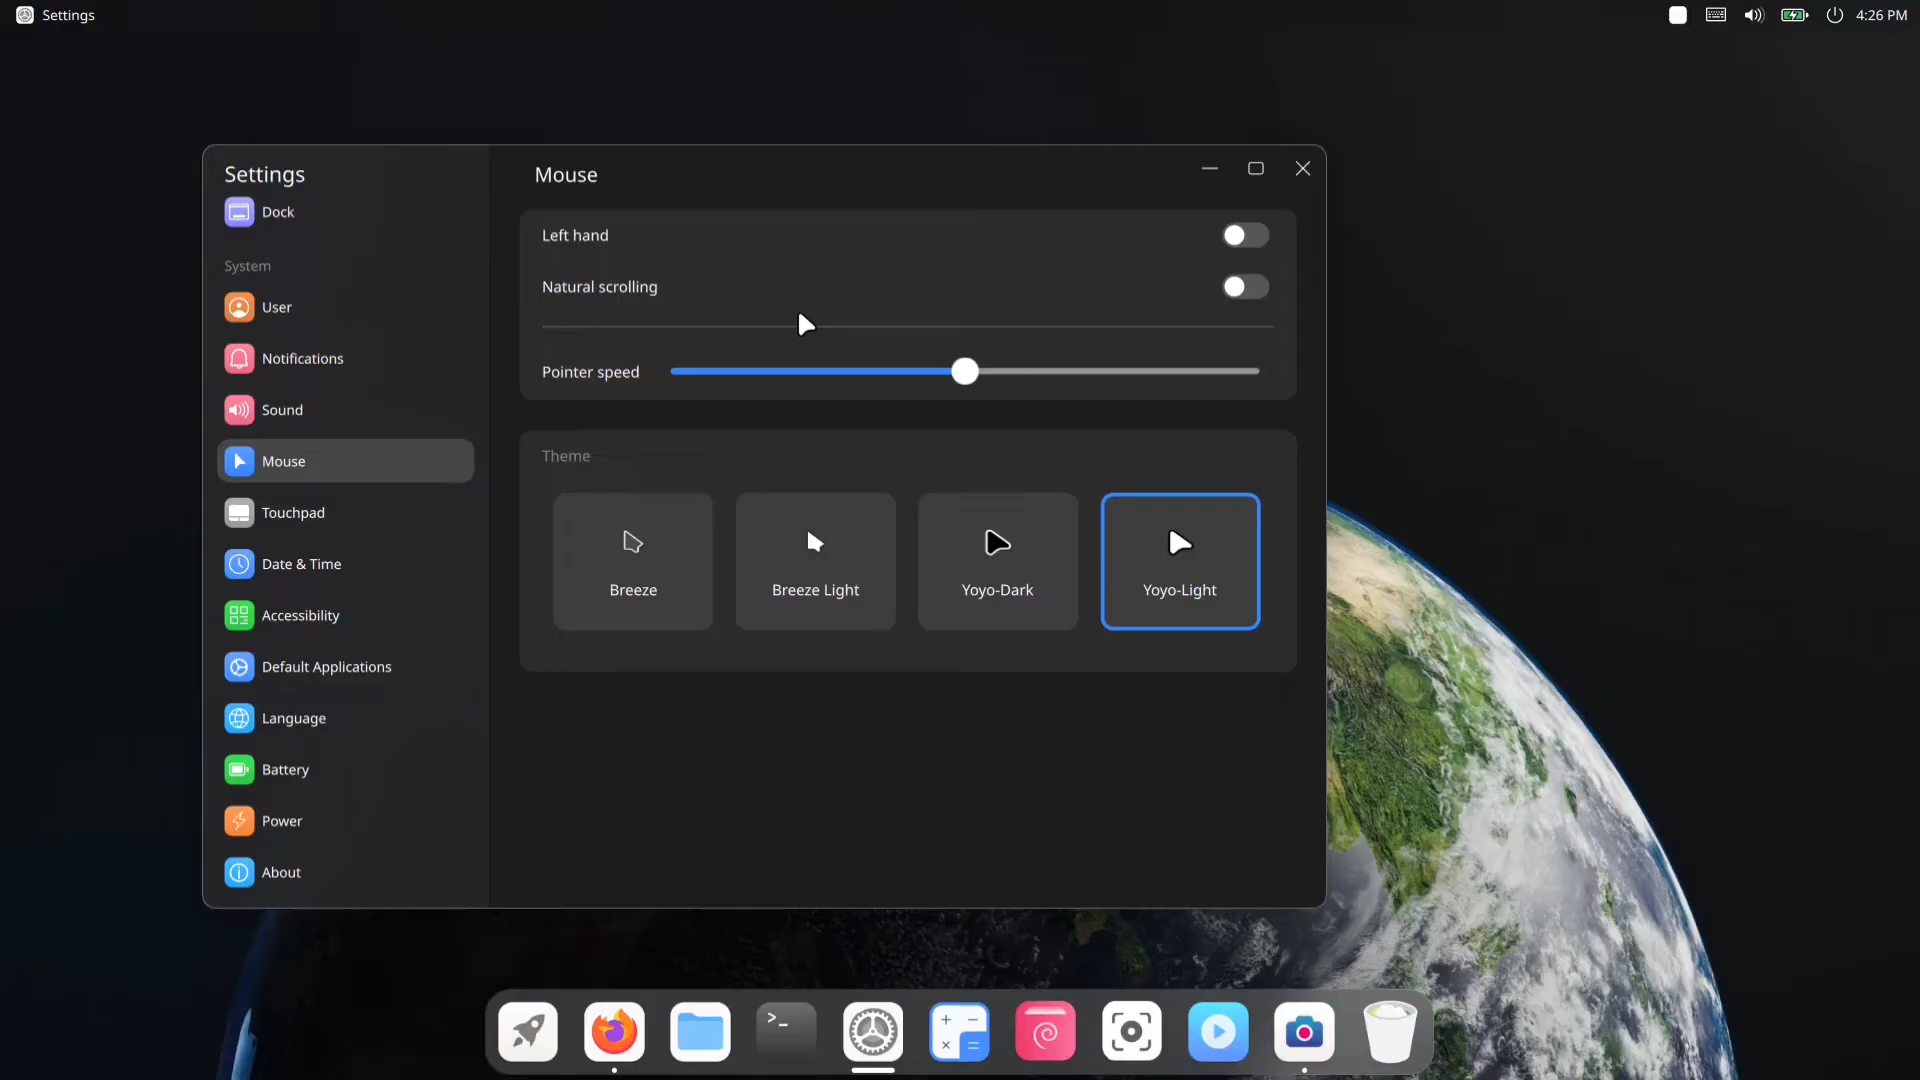 Settings
4:26 PM
Settings
Dock
System
User
Notifications
Sound
Mouse
Touchpad
Date & Time
Accessibility
Default Applications
Language
Battery
Power
About
Mouse
Left hand
Natural scrolling
Pointer speed
Theme
Breeze
Breeze Light
Yoyo-Dark
Yoyo-Light
>_